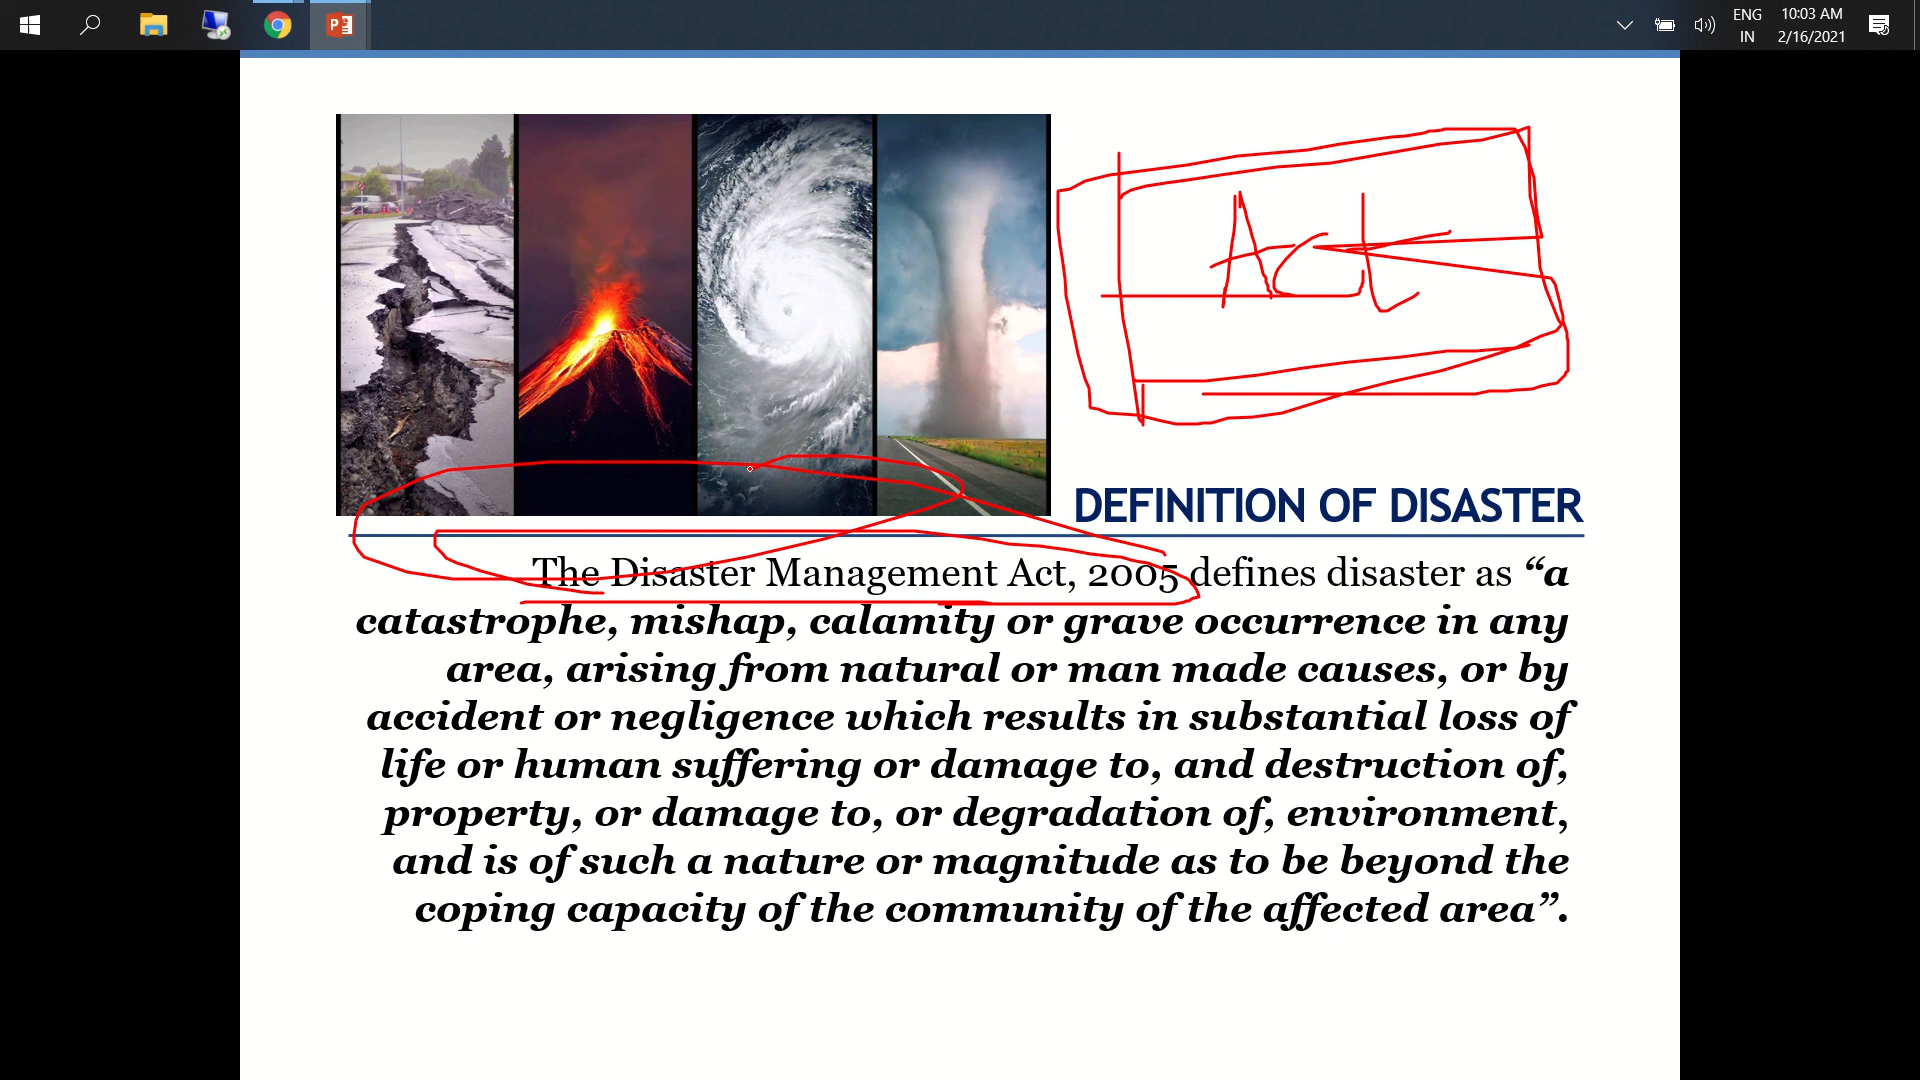 ENG
10:03 AM
IN
2/16/2021
Act
DEFINITION OF DISASTER
The Disaster Management Act, 2005 defines disaster as “a
catastrophe, mishap, calamity or grave occurrence in any
area, arising from natural or man made causes, or by
accident or negligence which results in substantial loss of
life or human suffering or damage to, and destruction of,
property, or damage to, or degradation of, environment,
and is of such a nature or magnitude as to be beyond the
coping capacity of the community of the affected area”.